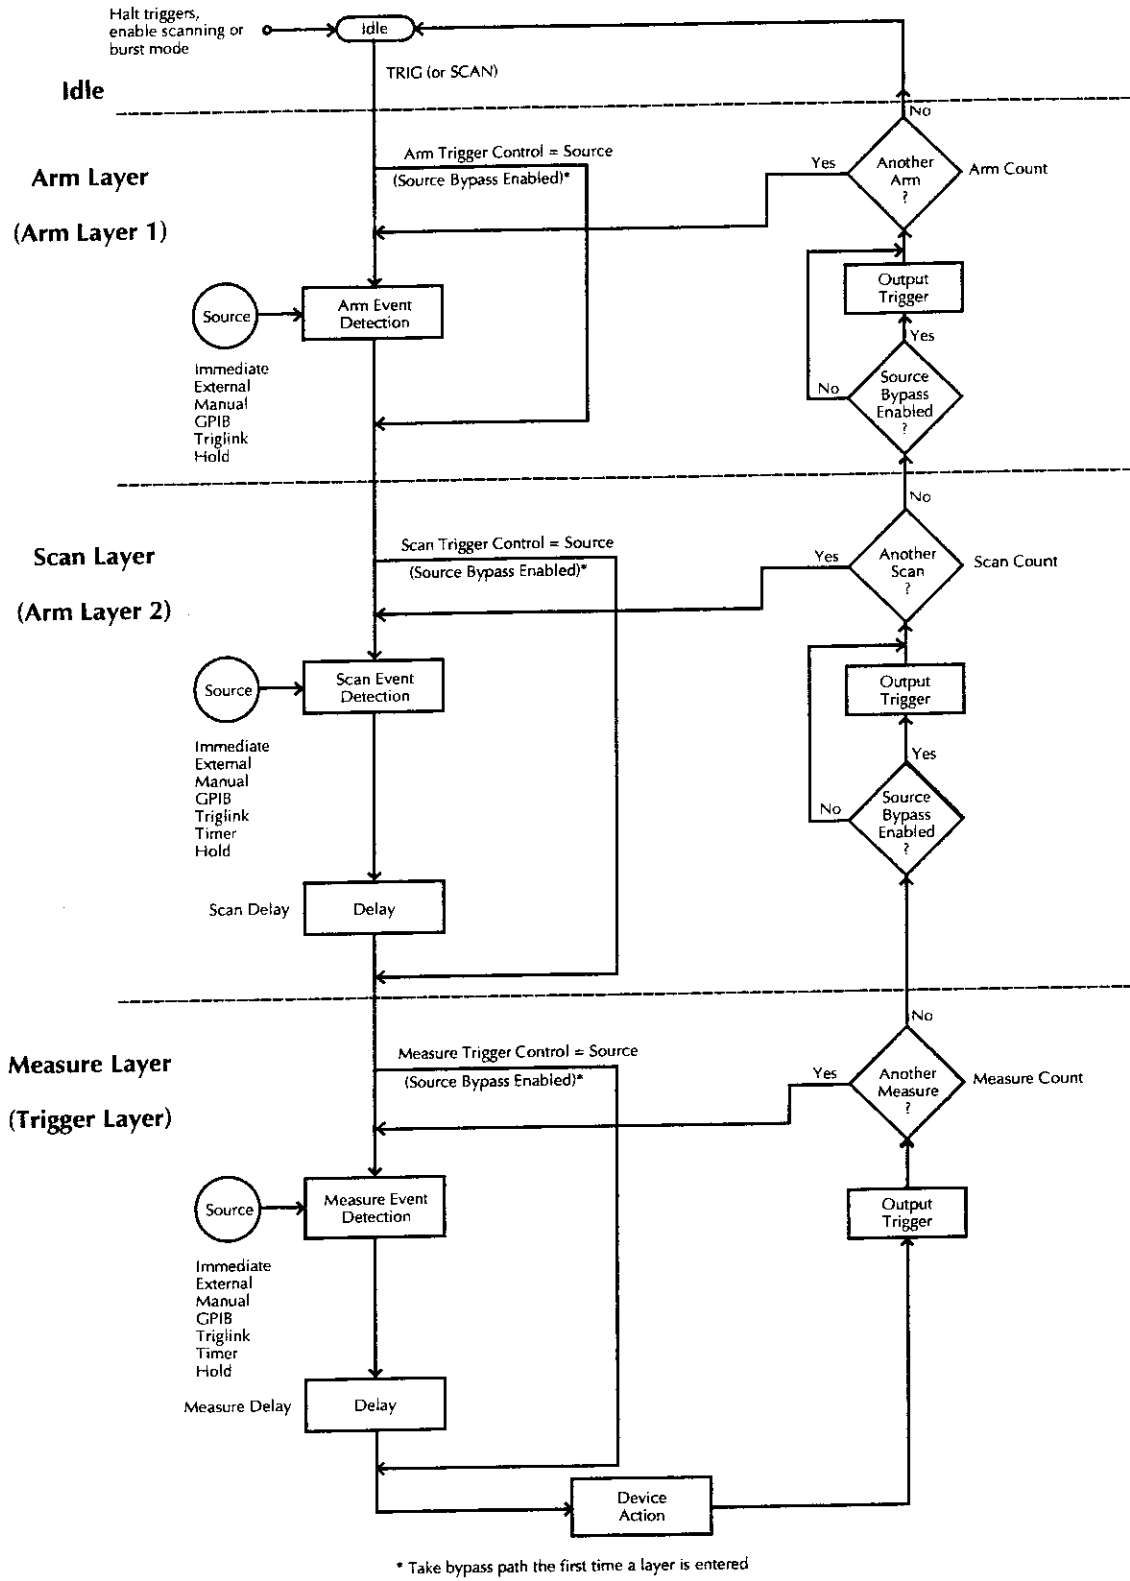 Halt triggers,
enable scanning or
burst mode
Idle
TRIG (or SCAN)
Idle
No
Arm Layer
(Arm Layer 1)
Arm Trigger Control = Source
(Source Bypass Enabled)*
Yes
Another
Arm
?
Arm Count
Output
Trigger
Source
Arm Event
Detection
Immediate
External
Manual
GPIB
Triglink
Hold
Yes
No
Source
Bypass
Enabled
?
No
Scan Layer
(Arm Layer 2)
Scan Trigger Control = Source
(Source Bypass Enabled)*
Yes
Another
Scan
?
Scan Count
Source
Scan Event
Detection
Output
Trigger
Immediate
External
Manual
GPIB
Triglink
Timer
Hold
Yes
No
Source
Bypass
Enabled
?
Scan Delay
Delay
No
Measure Layer
(Trigger Layer)
Measure Trigger Control = Source
(Source Bypass Enabled)*
Yes
Another
Measure
?
Measure Count
Source
Measure Event
Detection
Output
Trigger
Immediate
External
Manual
GPIB
Triglink
Timer
Hold
Measure Delay
Delay
Device
Action
* Take bypass path the first time a layer is entered